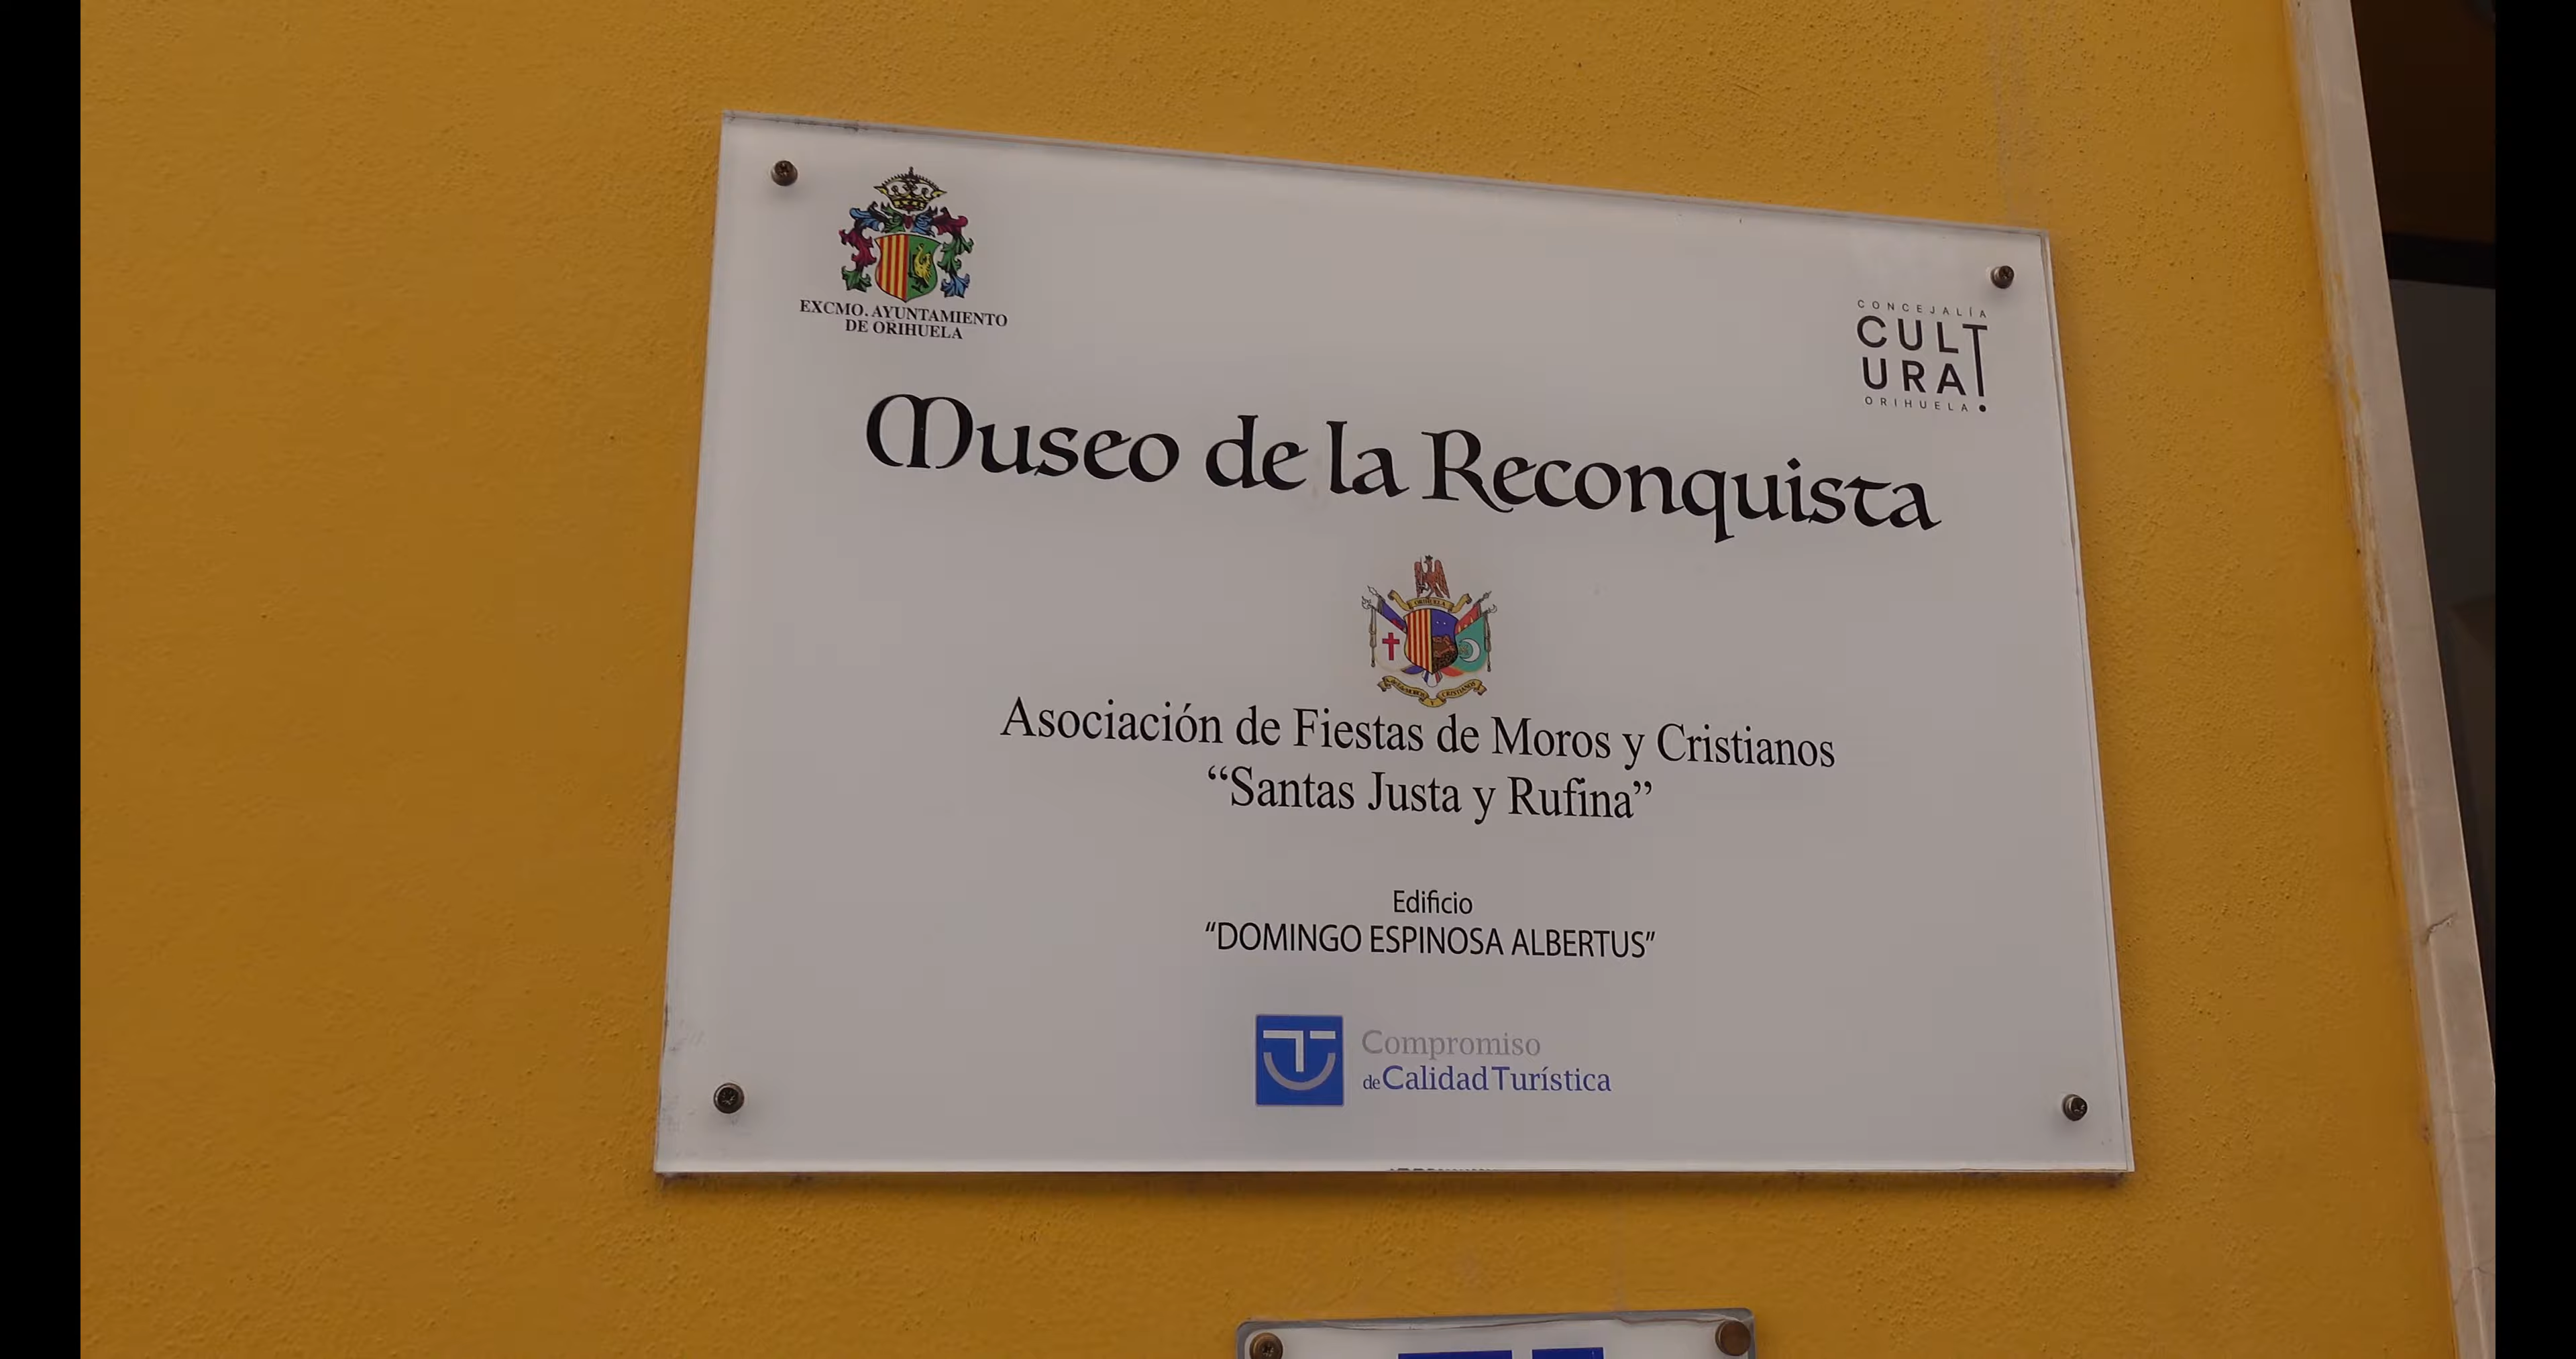 EXCMO. AYUNTAMIENTO
DE ORIHUELA
CONCEJALÍA
CULT
URA!
ORIHUELA
Museo de la Reconquista
ORIHUELA
Asociación de Fiestas de Moros y Cristianos
“Santas Justa y Rufina”
Edificio
“DOMINGO ESPINOSA ALBERTUS”
Compromiso
de Calidad Turística